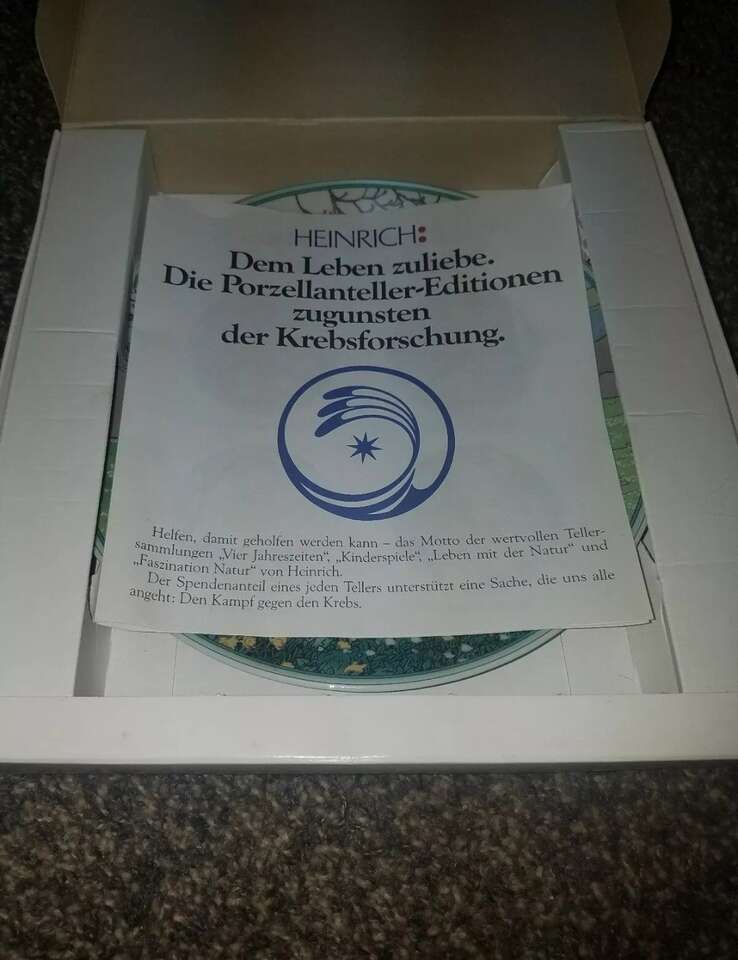 HEINRICH:
Dem Leben zuliebe.
Die Porzellanteller-Editionen
zugunsten
der Krebsforschung.
Helfen, damit geholfen werden kann – das Motto der wertvollen Teller-
sammlungen „Vier Jahreszeiten“, „Kinderspiele“, „Leben mit der Natur“ und
„Faszination Natur“ von Heinrich.
Der Spendenanteil eines jeden Tellers unterstützt eine Sache, die uns alle
angeht: Den Kampf gegen den Krebs.